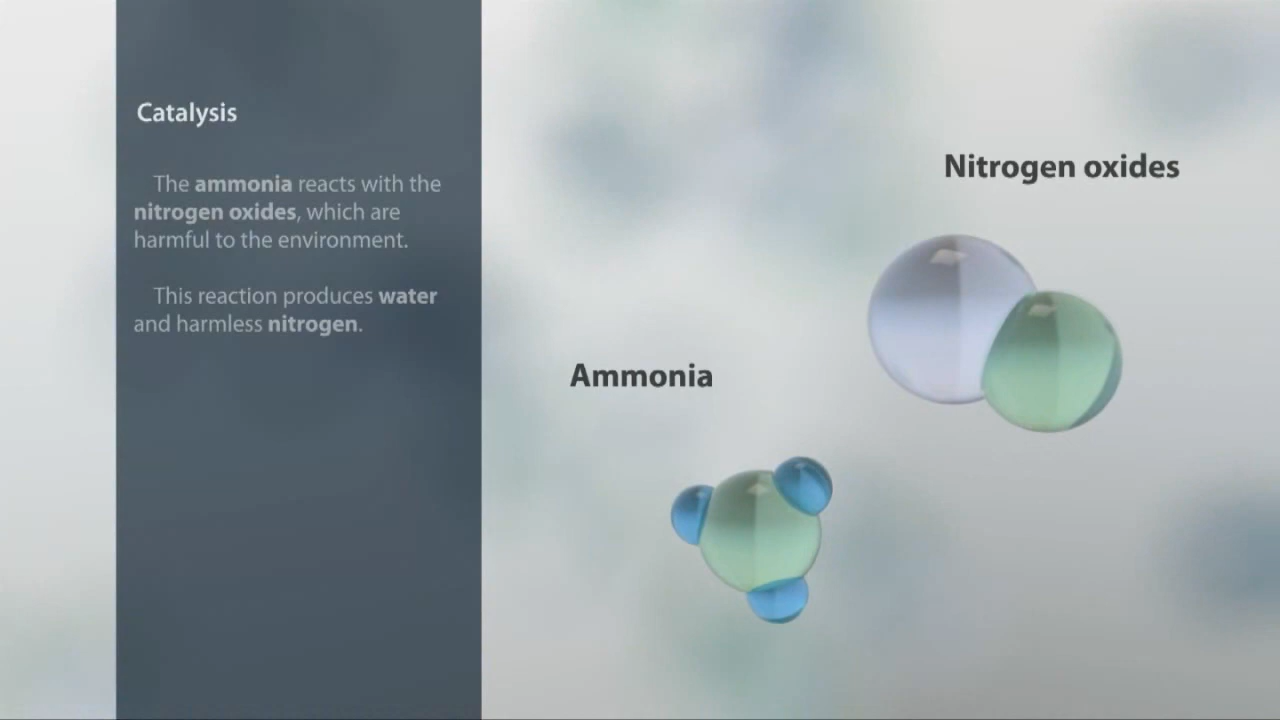 Catalysis
The ammonia reacts with the
nitrogen oxides, which are
harmful to the environment.
This reaction produces water
and harmless nitrogen.
Nitrogen oxides
Ammonia